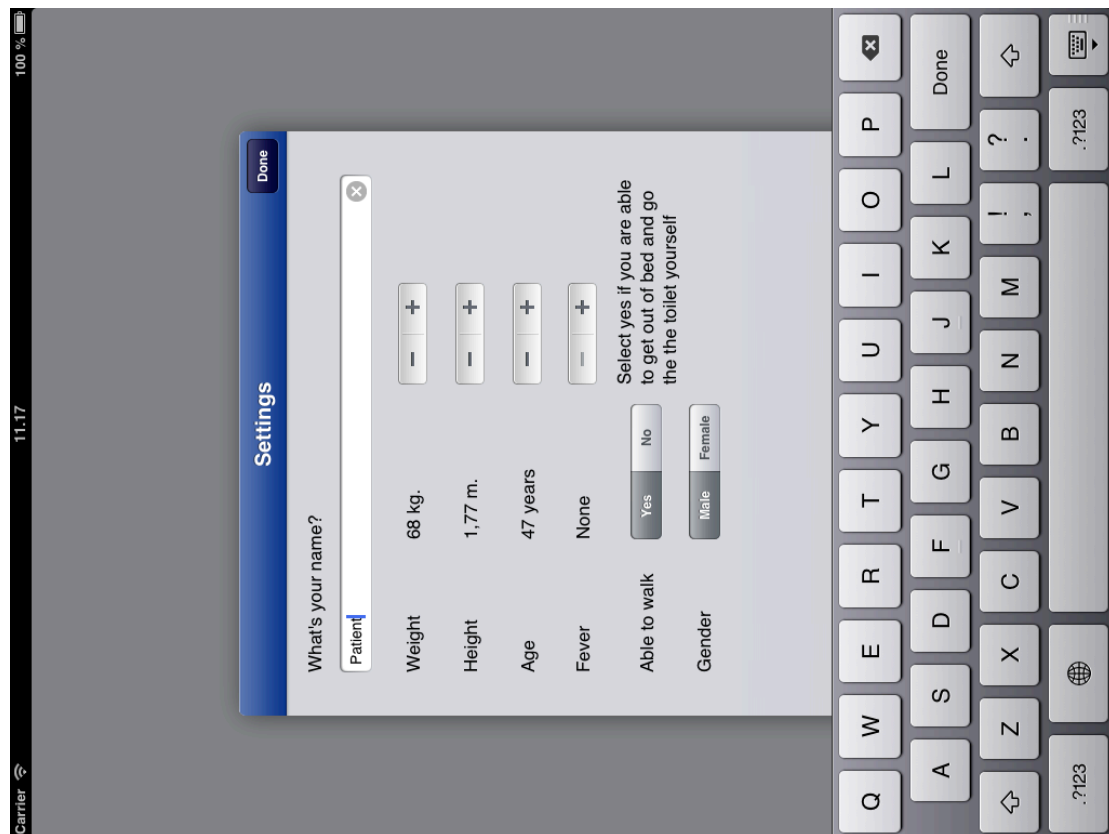 Carrier 11.17 100 %
Settings Done
What's your name?
Patient
Weight 68 kg. − +
Height 1,77 m. − +
Age 47 years − +
Fever None − +
Able to walk Yes No
Select yes if you are able
to get out of bed and go
the the toilet yourself
Gender Male Female
Q W E R T Y U I O P
A S D F G H J K L Done
Z X C V B N M ! , ? .
.?123 .?123